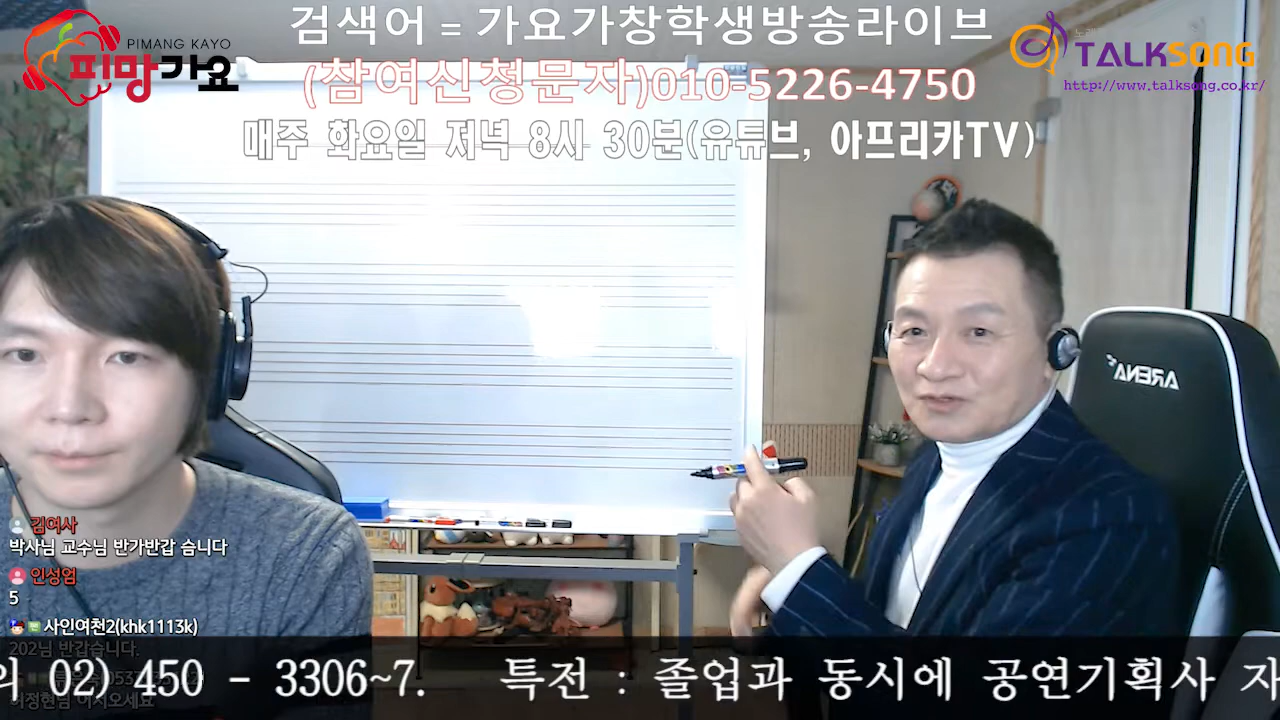 PIMANG KAYO
피망가요
검색어 = 가요가창학생방송라이브
(참여신청문자)010-5226-4750
매주 화요일 저녁 8시 30분(유튜브, 아프리카TV)
TALKSONG
http://www.talksong.co.kr/
ARENA
김여사
박사님 교수님 반가반갑 습니다
인성엄
5
사인여천2(khk1113k)
202님 반갑습니다.
의 02) 450 - 3306~7. 특전 : 졸업과 동시에 공연기획사 자
허정현님 어서오세요